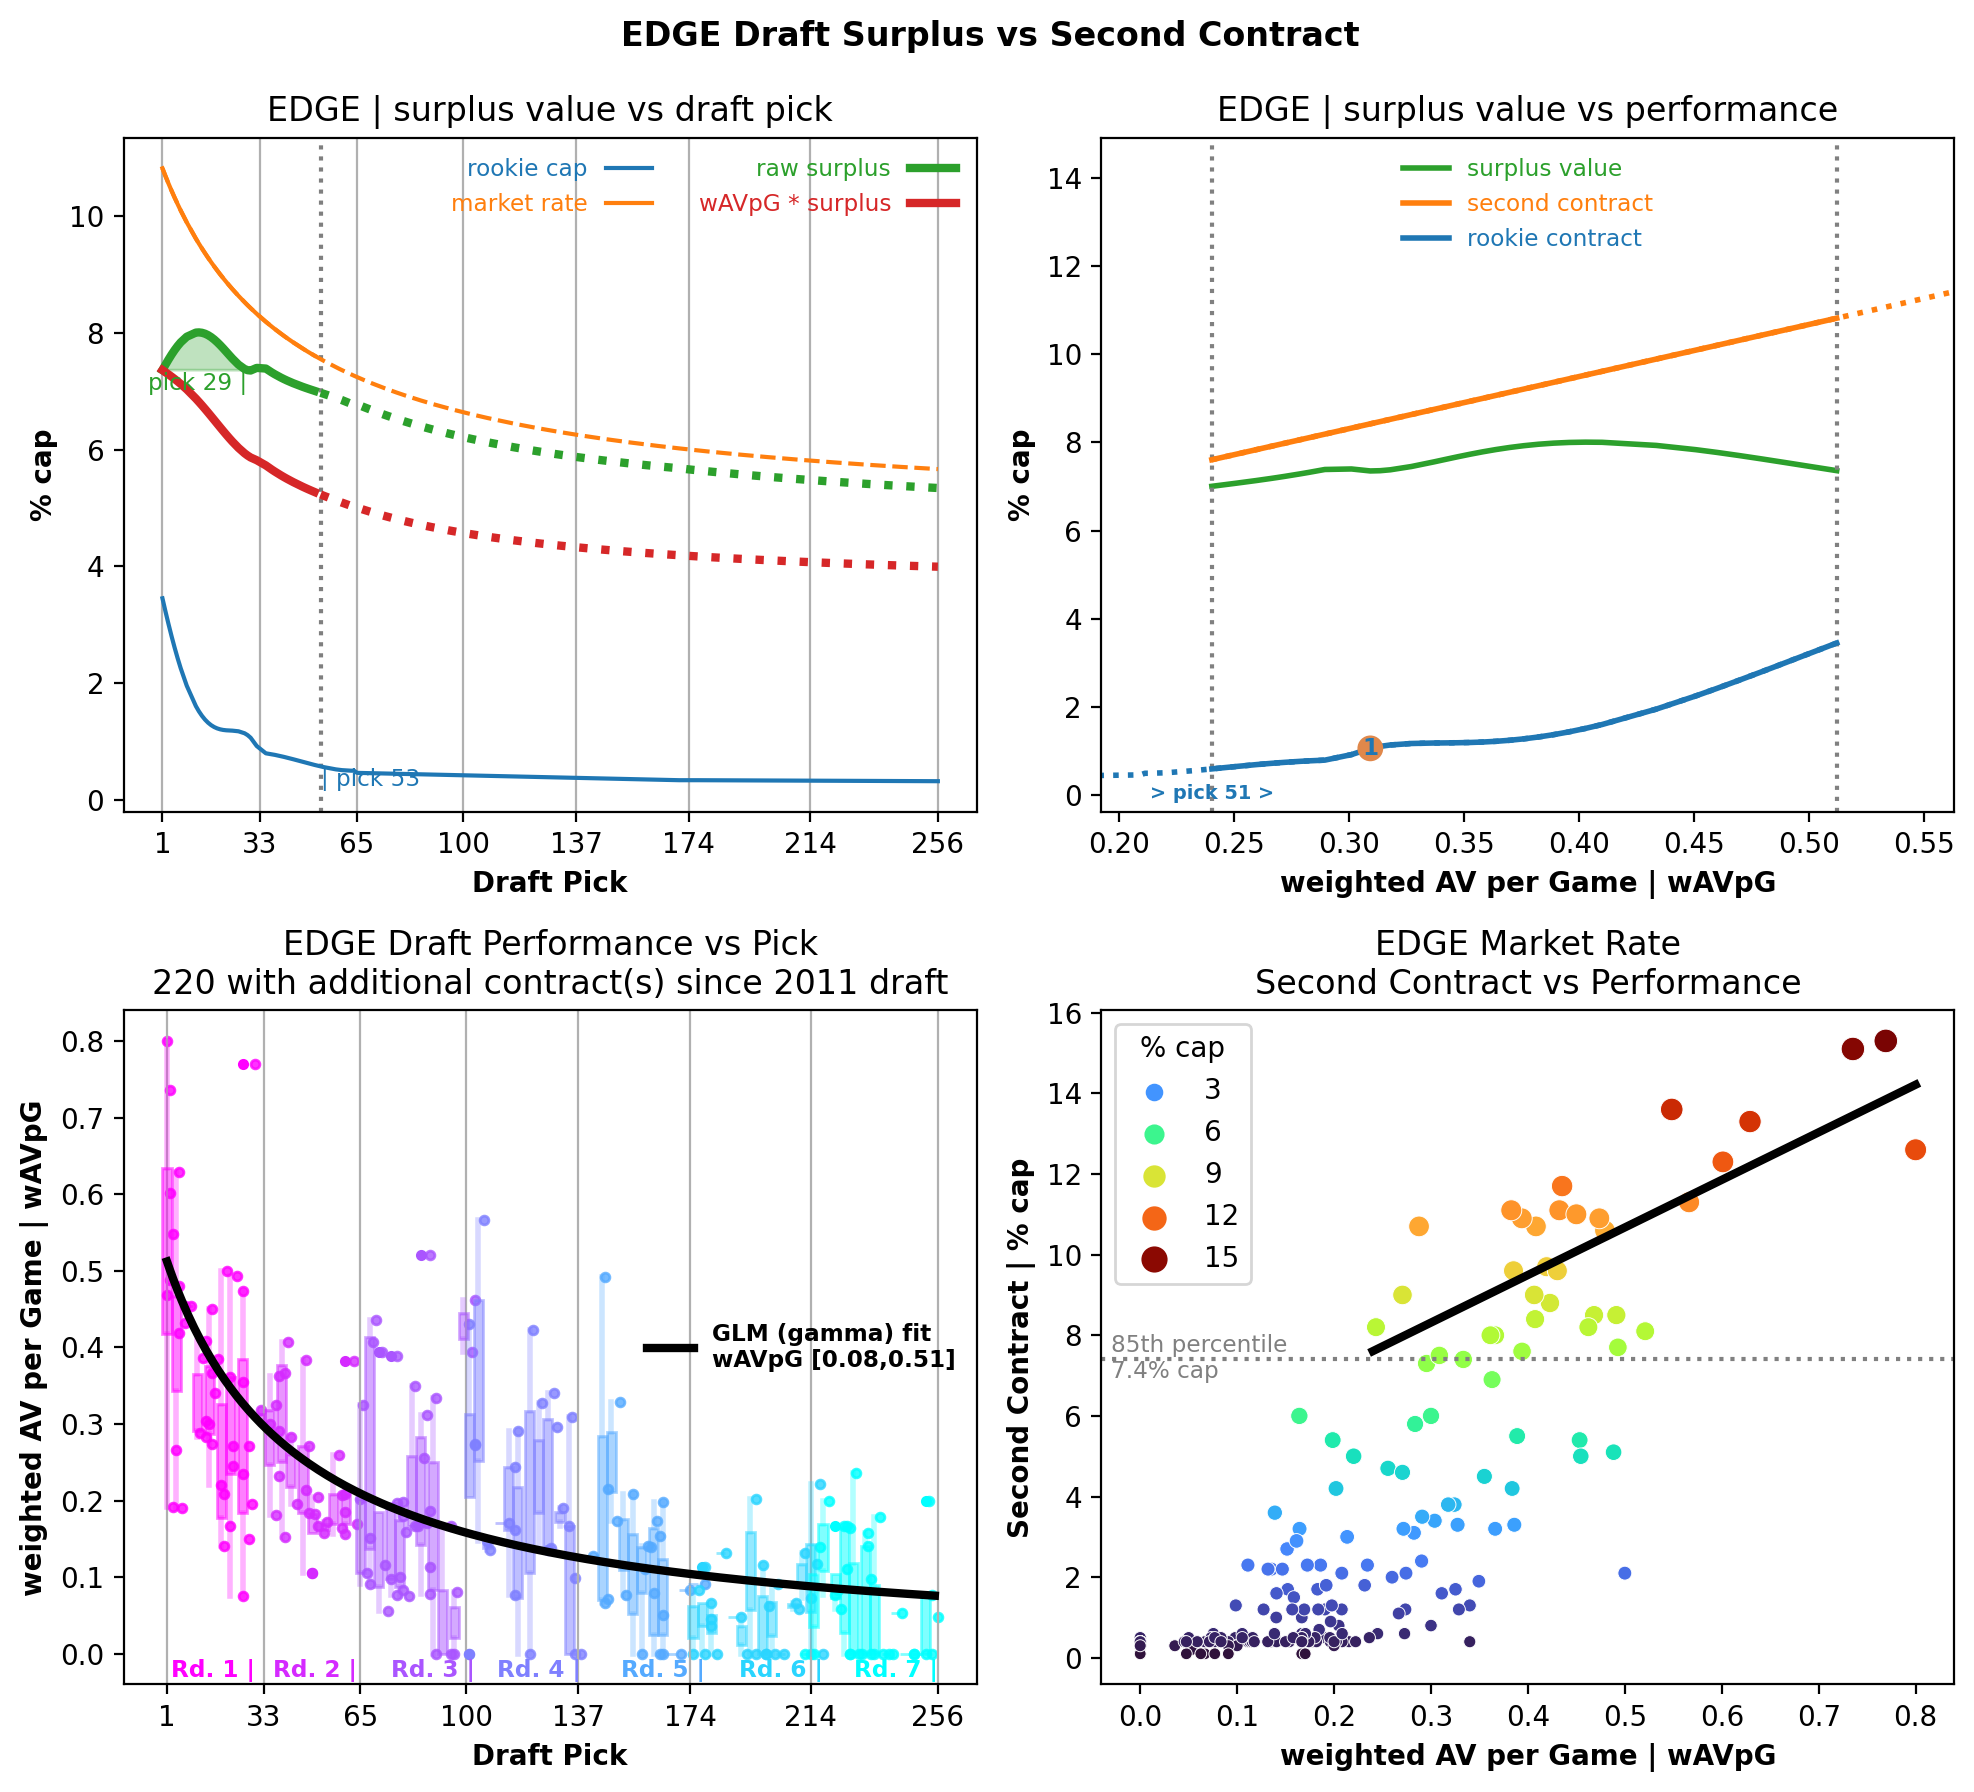 EDGE Draft Surplus vs Second Contract
EDGE | surplus value vs draft pick
rookie cap
market rate
raw surplus
wAVpG * surplus
pick 29 |
| pick 53
% cap
10
8
6
4
2
0
1 33 65 100 137 174 214 256
Draft Pick
EDGE | surplus value vs performance
surplus value
second contract
rookie contract
1
> pick 51 >
% cap
14
12
10
8
6
4
2
0
0.20 0.25 0.30 0.35 0.40 0.45 0.50 0.55
weighted AV per Game | wAVpG
EDGE Draft Performance vs Pick
220 with additional contract(s) since 2011 draft
GLM (gamma) fit
wAVpG [0.08,0.51]
Rd. 1 | Rd. 2 | Rd. 3 | Rd. 4 | Rd. 5 | Rd. 6 | Rd. 7 |
weighted AV per Game | wAVpG
0.8
0.7
0.6
0.5
0.4
0.3
0.2
0.1
0.0
1 33 65 100 137 174 214 256
Draft Pick
EDGE Market Rate
Second Contract vs Performance
% cap
3
6
9
12
15
85th percentile
7.4% cap
Second Contract | % cap
16
14
12
10
8
6
4
2
0
0.0 0.1 0.2 0.3 0.4 0.5 0.6 0.7 0.8
weighted AV per Game | wAVpG